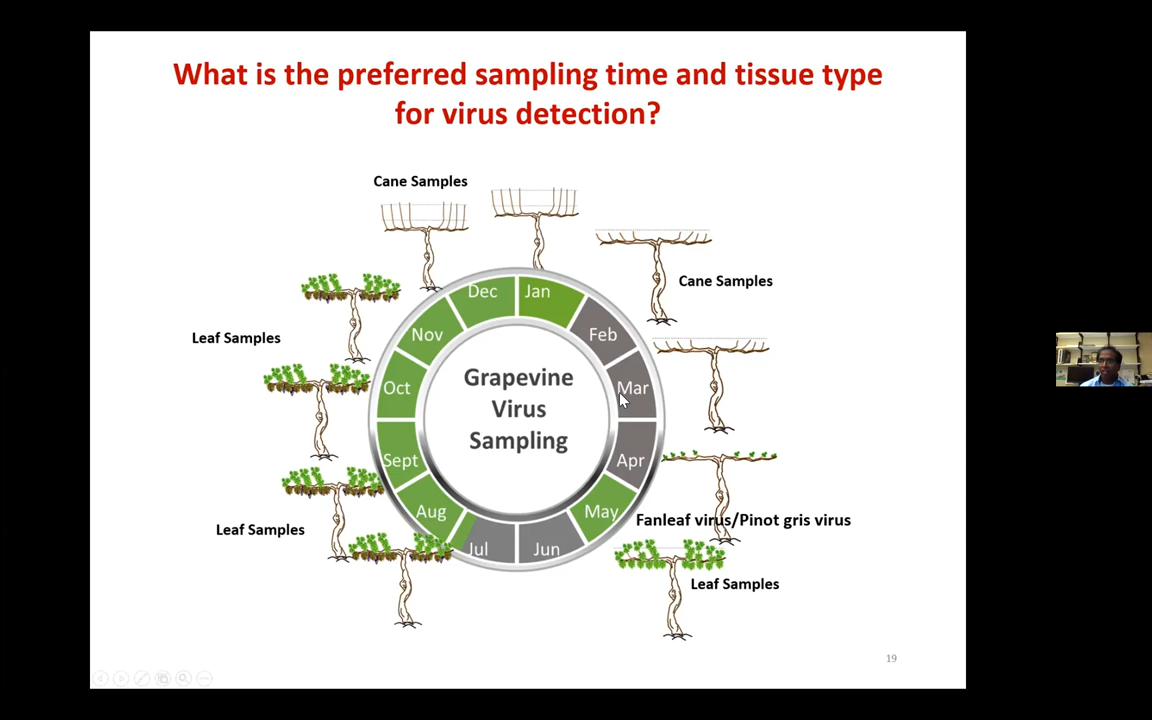 What is the preferred sampling time and tissue type
for virus detection?
Cane Samples
Cane Samples
Leaf Samples
Leaf Samples
Fanleaf virus/Pinot gris virus
Leaf Samples
Jan
Feb
Mar
Apr
May
Jun
Jul
Aug
Sept
Oct
Nov
Dec
Grapevine
Virus
Sampling
19